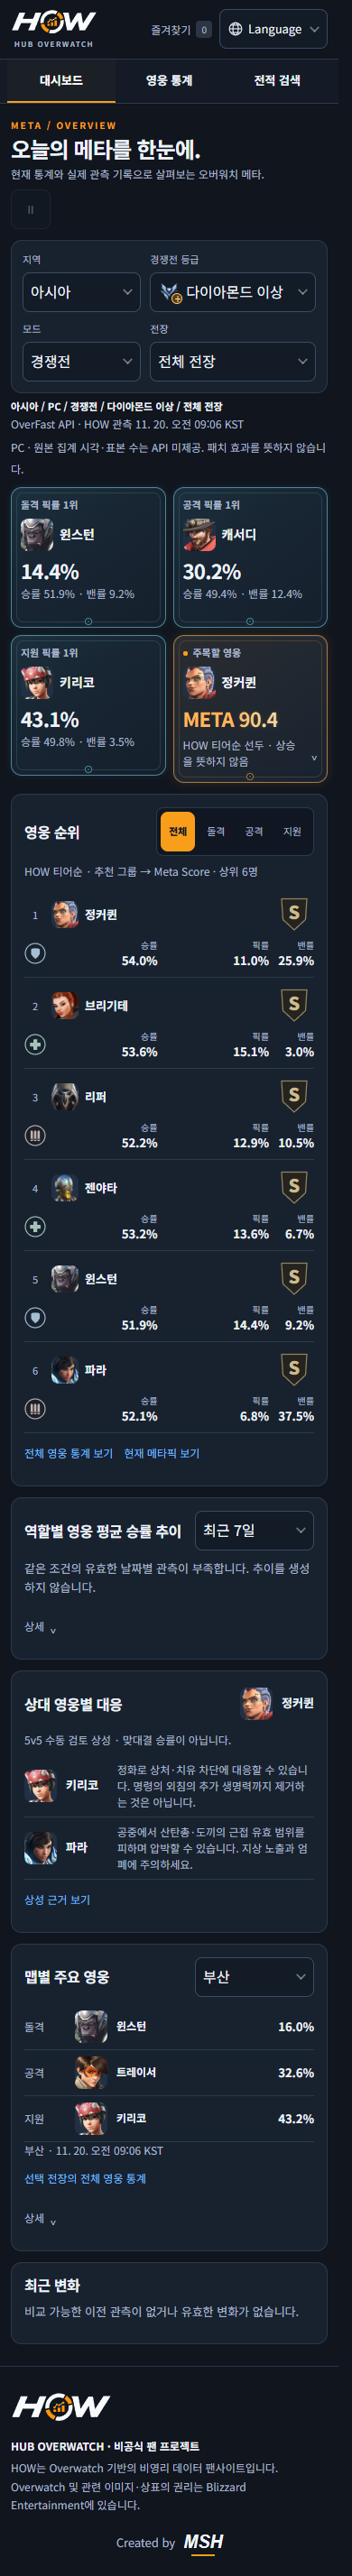 HOW
HUB OVERWATCH
즐겨찾기 0
Language
대시보드 영웅 통계 전적 검색
META / OVERVIEW
오늘의 메타를 한눈에.
현재 통계와 실제 관측 기록으로 살펴보는 오버워치 메타.
지역 경쟁전 등급
아시아 다이아몬드 이상
모드 전장
경쟁전 전체 전장
아시아 / PC / 경쟁전 / 다이아몬드 이상 / 전체 전장
OverFast API · HOW 관측 11. 20. 오전 09:06 KST
PC · 원본 집계 시각·표본 수는 API 미제공. 패치 효과를 뜻하지 않습니
다.
돌격 픽률 1위
윈스턴
14.4%
승률 51.9% · 밴률 9.2%
공격 픽률 1위
캐서디
30.2%
승률 49.4% · 밴률 12.4%
지원 픽률 1위
키리코
43.1%
승률 49.8% · 밴률 3.5%
주목할 영웅
정커퀸
META 90.4
HOW 티어순 선두 · 상승
을 뜻하지 않음
영웅 순위
전체 돌격 공격 지원
HOW 티어순 · 추천 그룹 → Meta Score · 상위 6명
1 정커퀸 S
승률 픽률 밴률
54.0% 11.0% 25.9%
2 브리기테 S
승률 픽률 밴률
53.6% 15.1% 3.0%
3 리퍼 S
승률 픽률 밴률
52.2% 12.9% 10.5%
4 젠야타 S
승률 픽률 밴률
53.2% 13.6% 6.7%
5 윈스턴 S
승률 픽률 밴률
51.9% 14.4% 9.2%
6 파라 S
승률 픽률 밴률
52.1% 6.8% 37.5%
전체 영웅 통계 보기 현재 메타픽 보기
역할별 영웅 평균 승률 추이 최근 7일
같은 조건의 유효한 날짜별 관측이 부족합니다. 추이를 생성
하지 않습니다.
상세
상대 영웅별 대응 정커퀸
5v5 수동 검토 상성 · 맞대결 승률이 아닙니다.
키리코
정화로 상처·치유 차단에 대응할 수 있습니
다. 명령의 외침의 추가 생명력까지 제거하
는 것은 아닙니다.
파라
공중에서 산탄총·도끼의 근접 유효 범위를
피하며 압박할 수 있습니다. 지상 노출과 엄
폐에 주의하세요.
상성 근거 보기
맵별 주요 영웅 부산
돌격 윈스턴 16.0%
공격 트레이서 32.6%
지원 키리코 43.2%
부산 · 11. 20. 오전 09:06 KST
선택 전장의 전체 영웅 통계
상세
최근 변화
비교 가능한 이전 관측이 없거나 유효한 변화가 없습니다.
HOW
HUB OVERWATCH · 비공식 팬 프로젝트
HOW는 Overwatch 기반의 비영리 데이터 팬사이트입니다.
Overwatch 및 관련 이미지·상표의 권리는 Blizzard
Entertainment에 있습니다.
Created by MSH